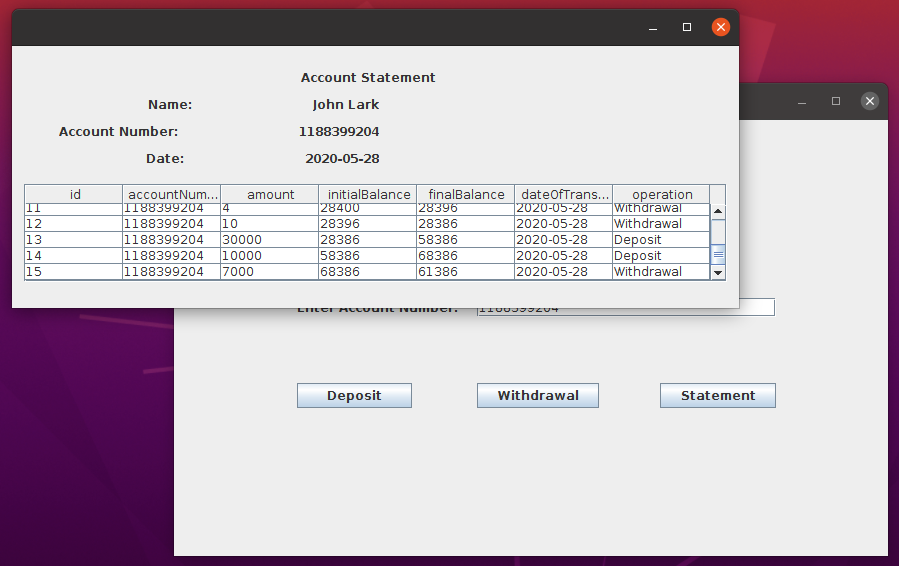 Account Statement
Name: John Lark
Account Number: 1188399204
Date: 2020-05-28
id accountNum... amount initialBalance finalBalance dateOfTrans... operation
11 1188399204 4 28400 28396 2020-05-28 Withdrawal
12 1188399204 10 28396 28386 2020-05-28 Withdrawal
13 1188399204 30000 28386 58386 2020-05-28 Deposit
14 1188399204 10000 58386 68386 2020-05-28 Deposit
15 1188399204 7000 68386 61386 2020-05-28 Withdrawal
Enter Account Number: 1188399204
Deposit Withdrawal Statement